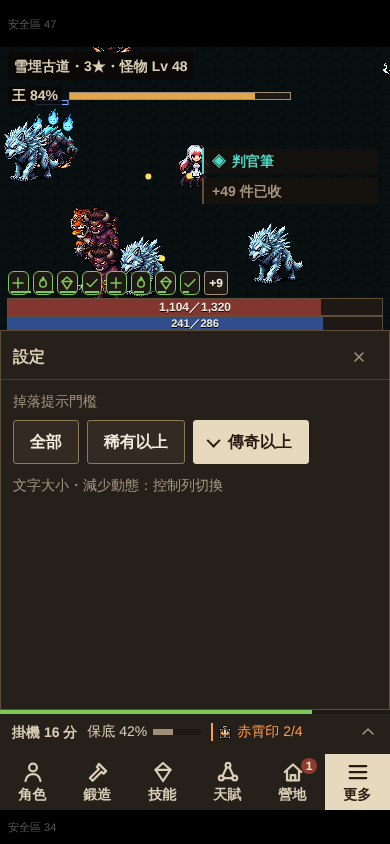 安全區 47
雪埋古道・3★・怪物 Lv 48
王 84%
判官筆
+49 件已收
+9
1,104／1,320
241／286
設定
掉落提示門檻
全部 稀有以上 傳奇以上
文字大小・減少動態：控制列切換
掛機 16 分 保底 42% 赤霄印 2/4
1
角色 鍛造 技能 天賦 營地 更多
安全區 34